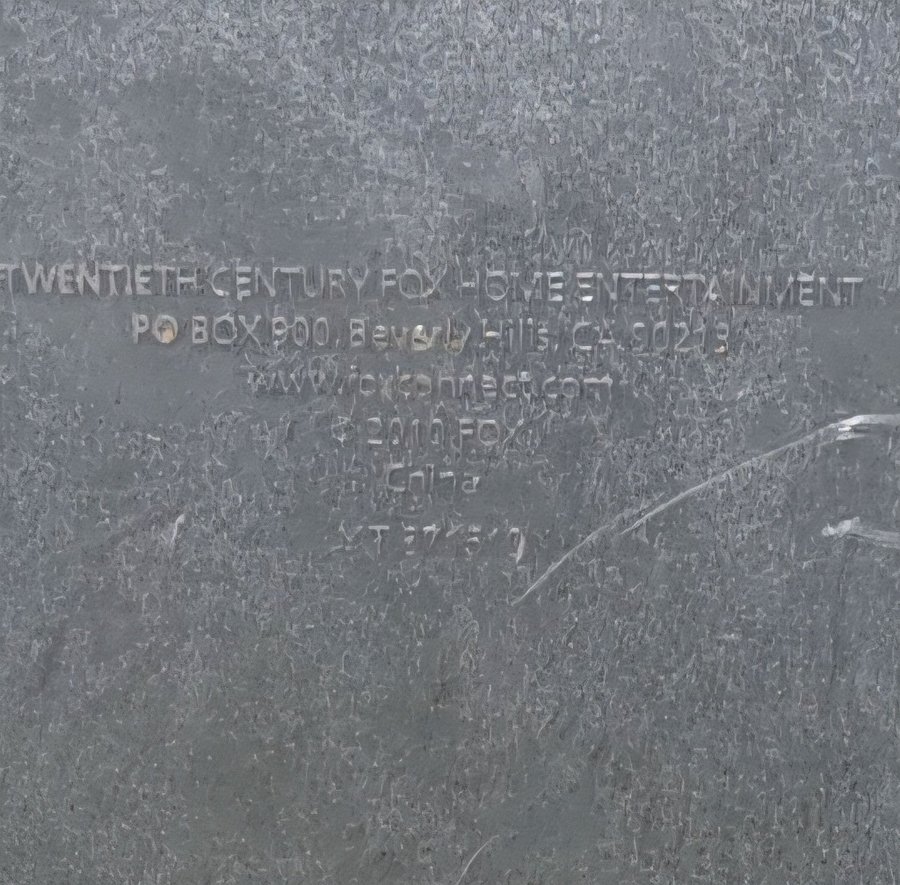 TWENTIETH CENTURY FOX HOME ENTERTAINMENT
PO BOX 900, Beverly Hills, CA 90213
www.foxconnect.com
2010 FOX
China